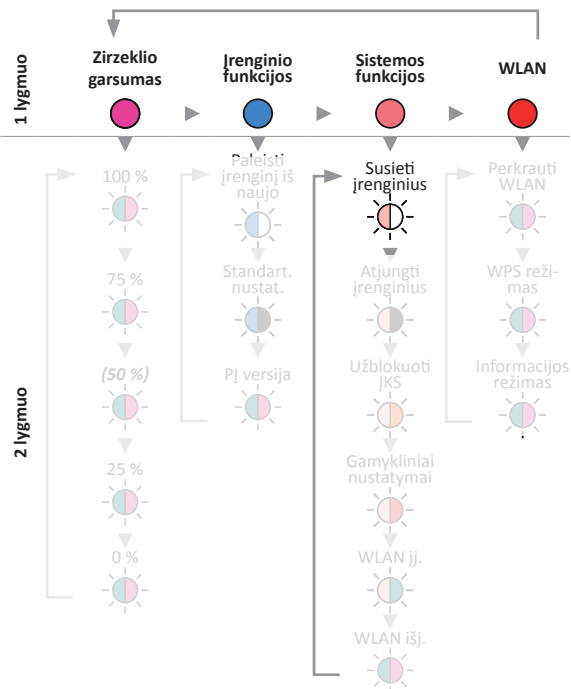 1 lygmuo
Zirzeklio
garsumas
Įrenginio
funkcijos
Sistemos
funkcijos
WLAN
2 lygmuo
100 %
75 %
(50 %)
25 %
0 %
Paleisti
įrenginį iš
naujo
Standart.
nustat.
PĮ versija
Susieti
įrenginius
Atjungti
įrenginius
Užblokuoti
ĮKS
Gamykliniai
nustatymai
WLAN įj.
WLAN išj.
Perkrauti
WLAN
WPS reži-
mas
Informacijos
režimas